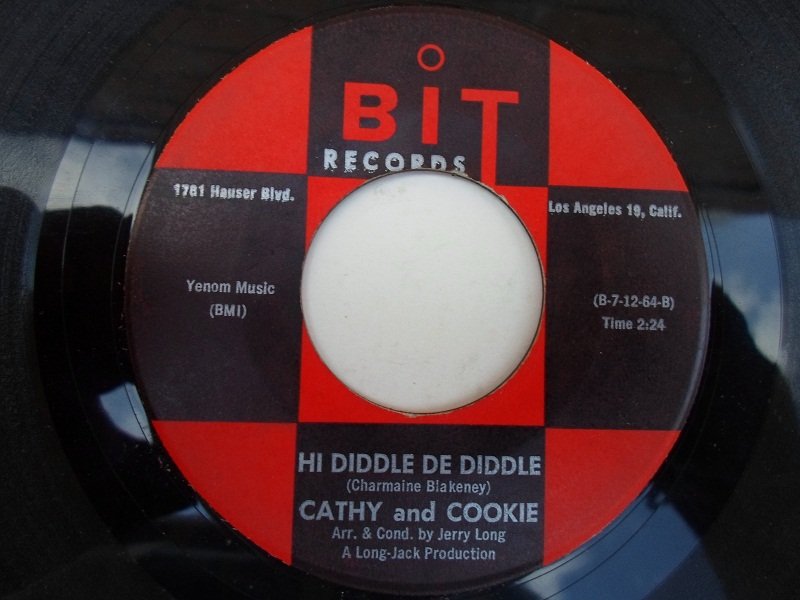 BIT
RECORDS
1781 Hauser Blvd.
Los Angeles 19, Calif.
Yenom Music
(BMI)
(B-7-12-64-B)
Time 2:24
HI DIDDLE DE DIDDLE
(Charmaine Blakeney)
CATHY and COOKIE
Arr. & Cond. by Jerry Long
A Long-Jack Production